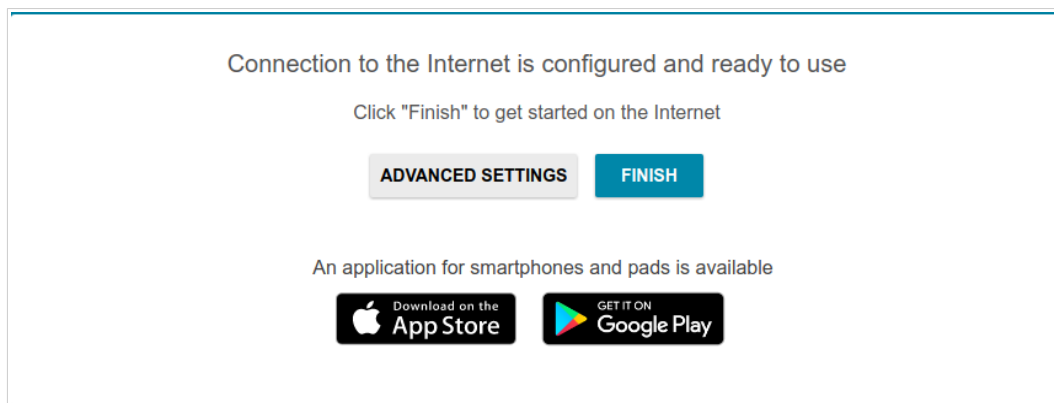 Connection to the Internet is configured and ready to use
Click "Finish" to get started on the Internet
ADVANCED SETTINGS
FINISH
An application for smartphones and pads is available
Download on the
App Store
GET IT ON
Google Play